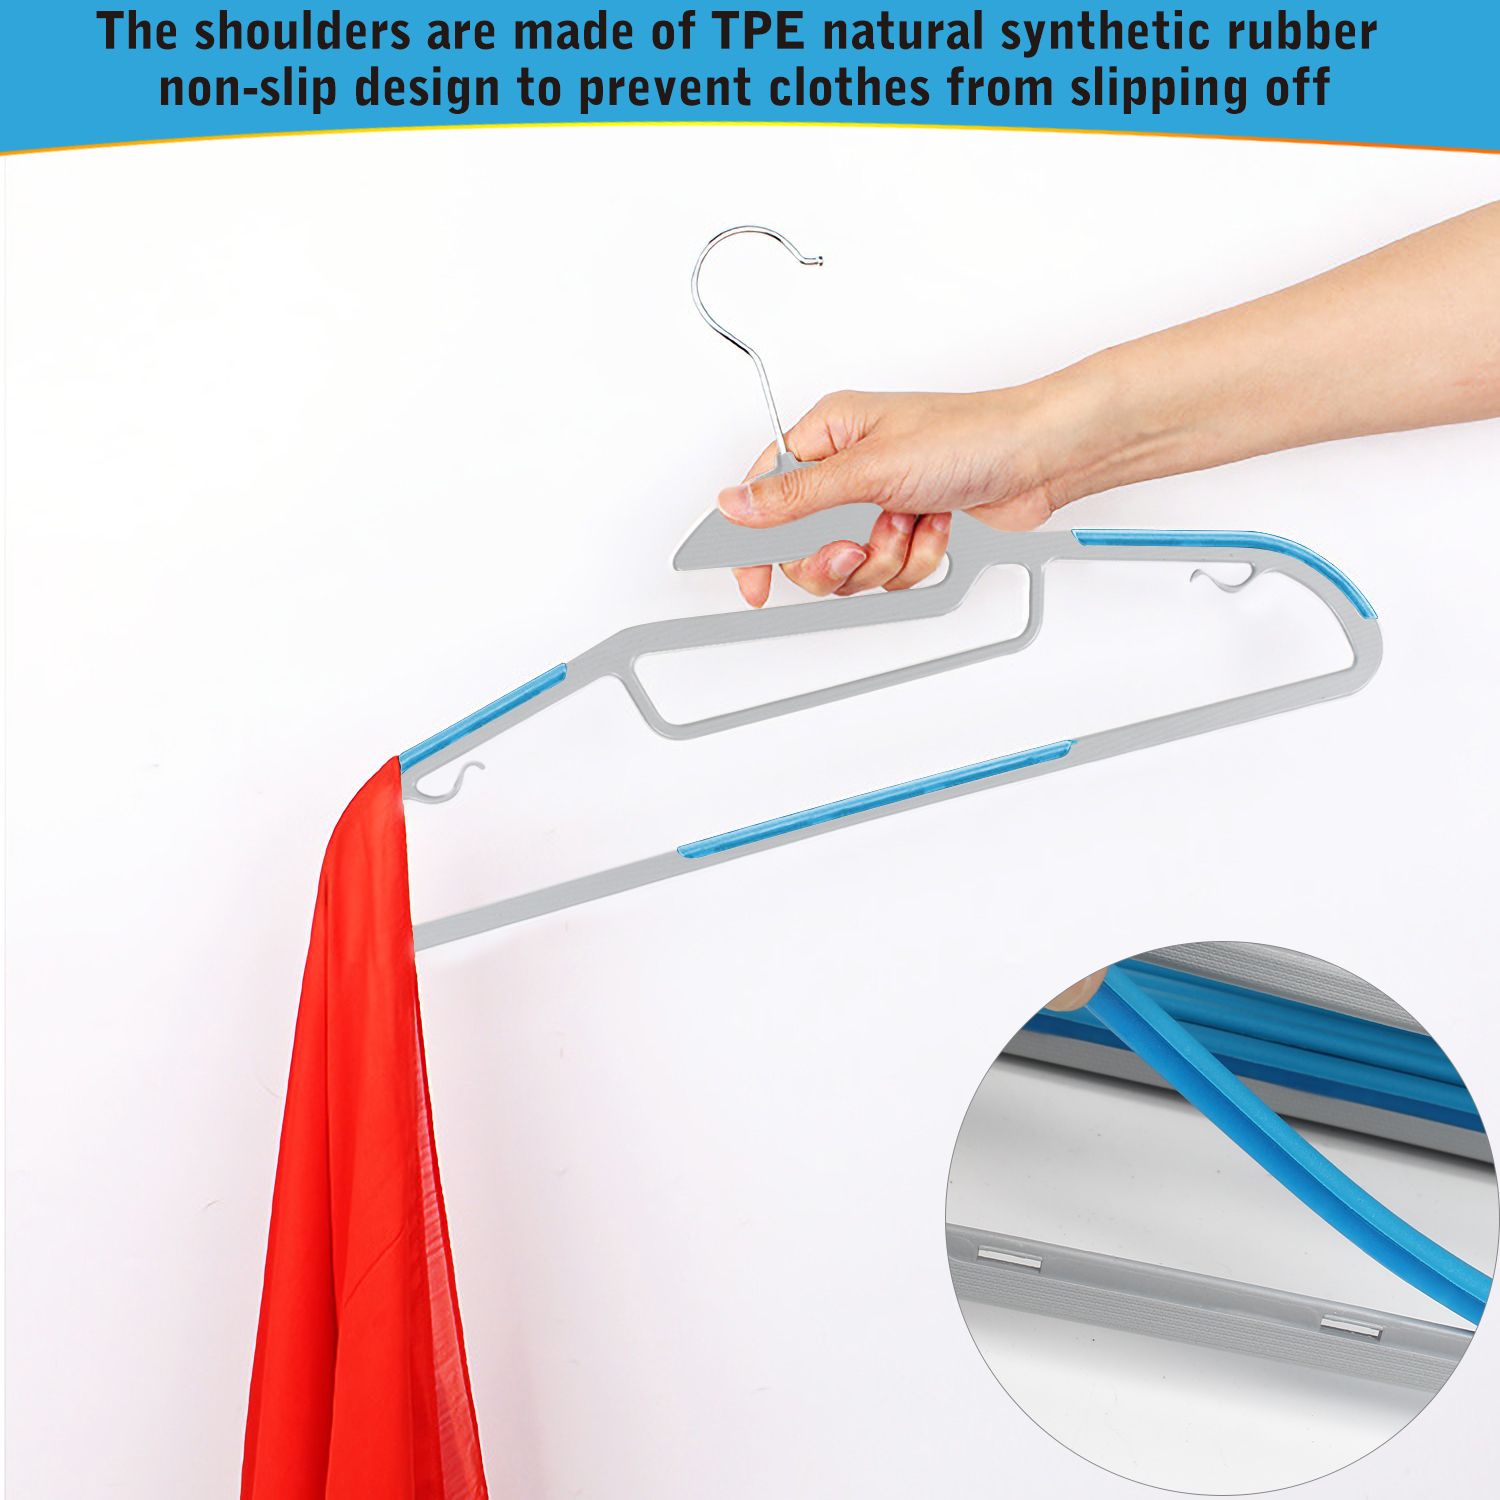 The shoulders are made of TPE natural synthetic rubber
non-slip design to prevent clothes from slipping off